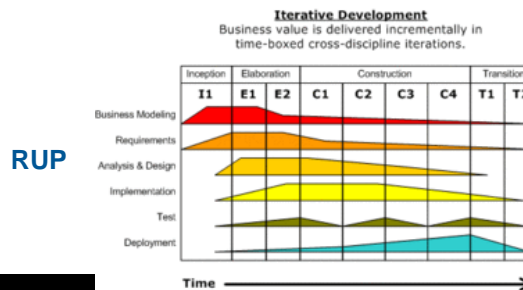 Iterative Development
Business value is delivered incrementally in
time-boxed cross-discipline iterations.
Inception Elaboration Construction Transition
I1 E1 E2 C1 C2 C3 C4 T1 T2
Business Modeling
Requirements
RUP
Analysis & Design
Implementation
Test
Deployment
Time